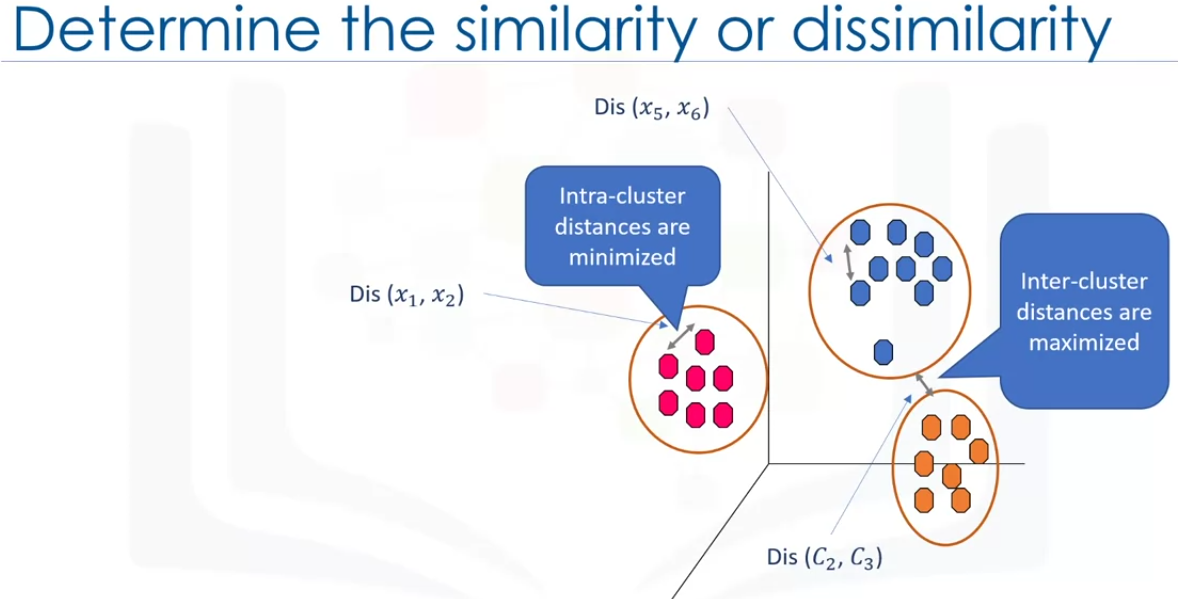 Determine the similarity or dissimilarity
Dis (𝑥₅, 𝑥₆)
Intra-cluster
distances are
minimized
Dis (𝑥₁, 𝑥₂)
Inter-cluster
distances are
maximized
Dis (𝐶₂, 𝐶₃)